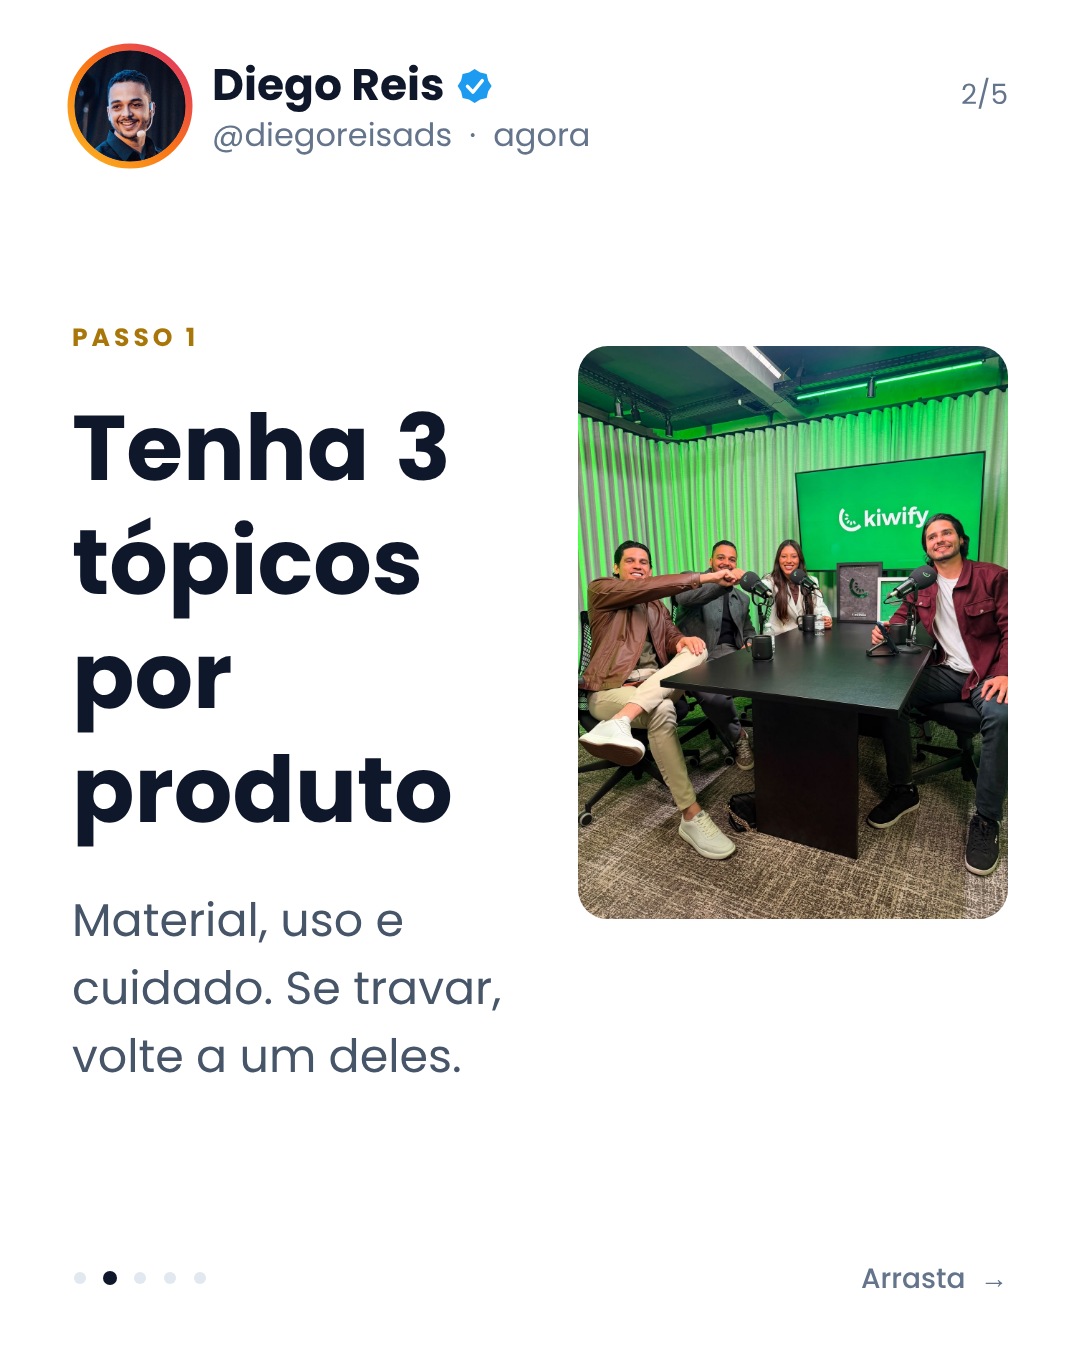 Diego Reis
@diegoreisads · agora
2/5
PASSO 1
Tenha 3
tópicos
por
produto
kiwify
Material, uso e
cuidado. Se travar,
volte a um deles.
Arrasta →